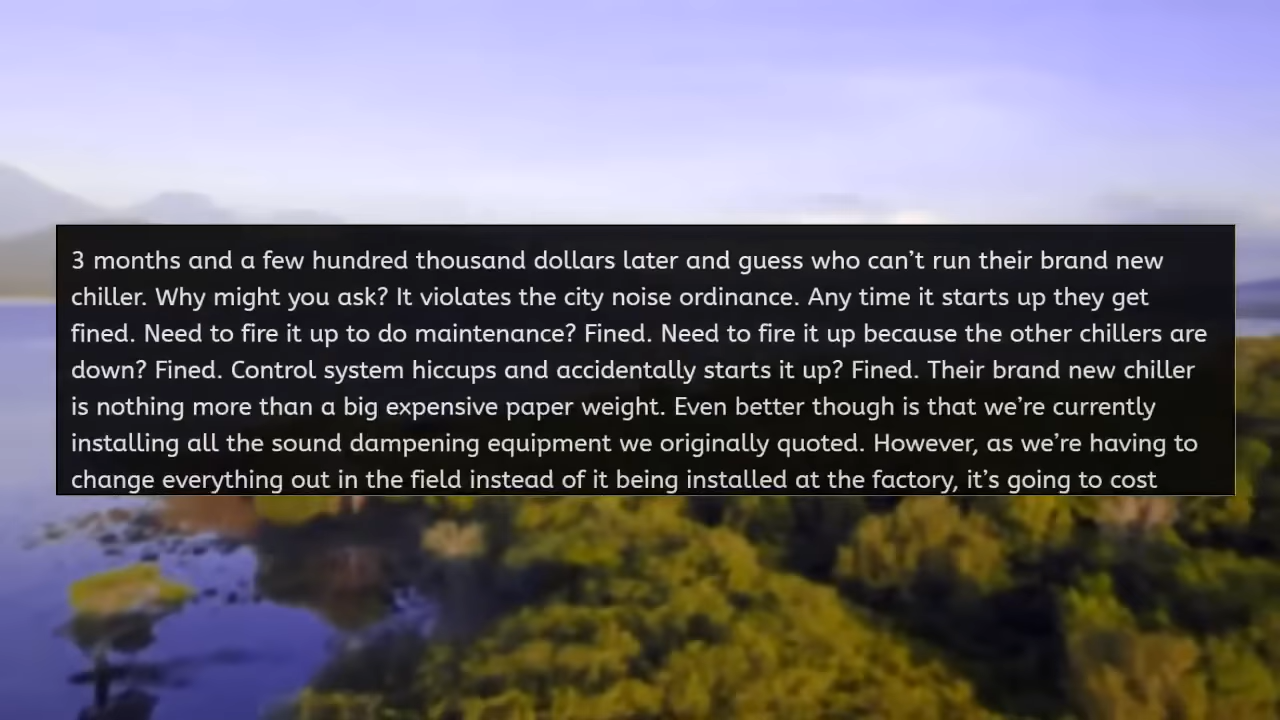 3 months and a few hundred thousand dollars later and guess who can’t run their brand new
chiller. Why might you ask? It violates the city noise ordinance. Any time it starts up they get
fined. Need to fire it up to do maintenance? Fined. Need to fire it up because the other chillers are
down? Fined. Control system hiccups and accidentally starts it up? Fined. Their brand new chiller
is nothing more than a big expensive paper weight. Even better though is that we’re currently
installing all the sound dampening equipment we originally quoted. However, as we’re having to
change everything out in the field instead of it being installed at the factory, it’s going to cost